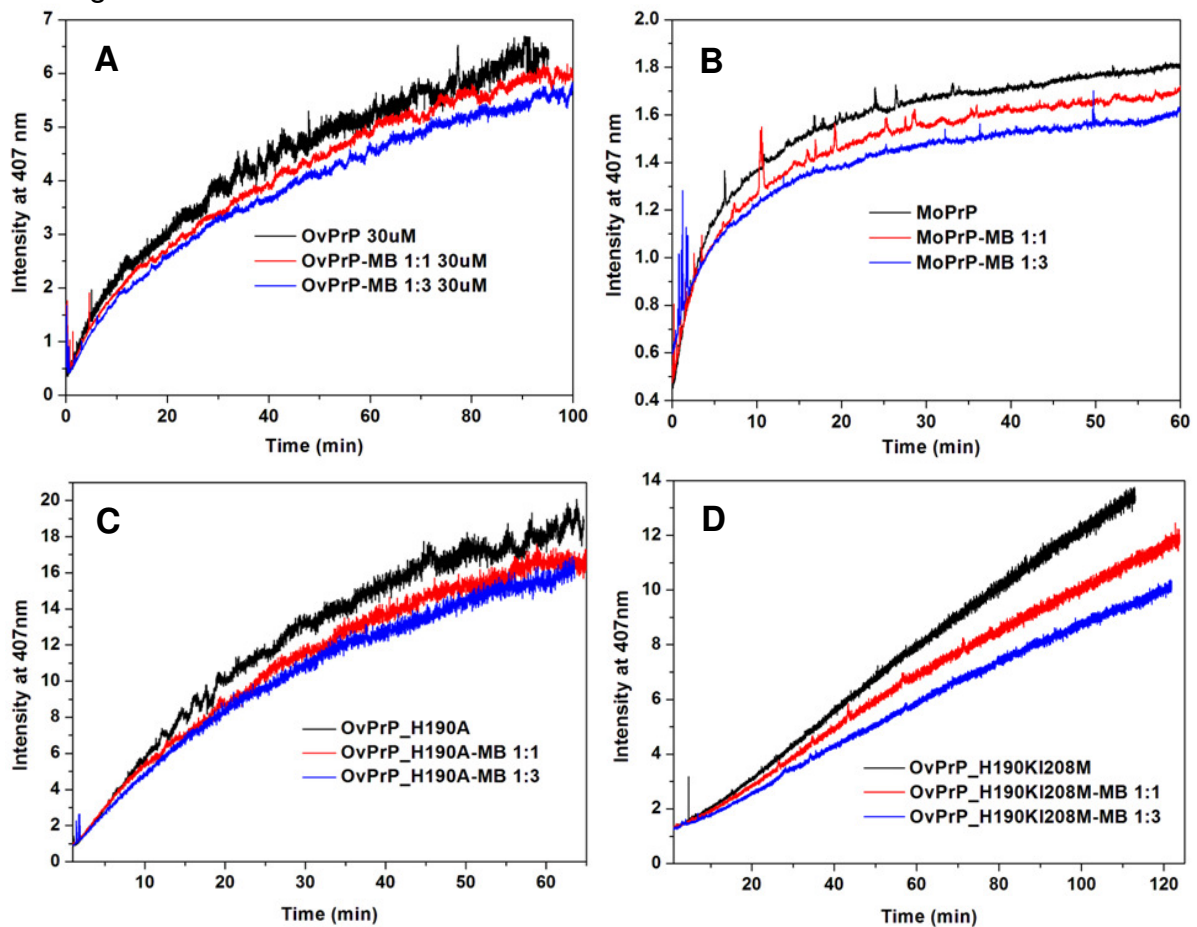 A
Intensity at 407 nm
7
6
5
4
3
2
1
0
OvPrP 30uM
OvPrP-MB 1:1 30uM
OvPrP-MB 1:3 30uM
0 20 40 60 80 100
Time (min)
B
Intensity at 407 nm
2.0
1.8
1.6
1.4
1.2
1.0
0.8
0.6
0.4
MoPrP
MoPrP-MB 1:1
MoPrP-MB 1:3
0 10 20 30 40 50 60
Time (min)
C
Intensity at 407nm
20
18
16
14
12
10
8
6
4
2
0
OvPrP_H190A
OvPrP_H190A-MB 1:1
OvPrP_H190A-MB 1:3
10 20 30 40 50 60
Time (min)
D
Intensity at 407nm
14
12
10
8
6
4
2
0
OvPrP_H190KI208M
OvPrP_H190KI208M-MB 1:1
OvPrP_H190KI208M-MB 1:3
20 40 60 80 100 120
Time (min)